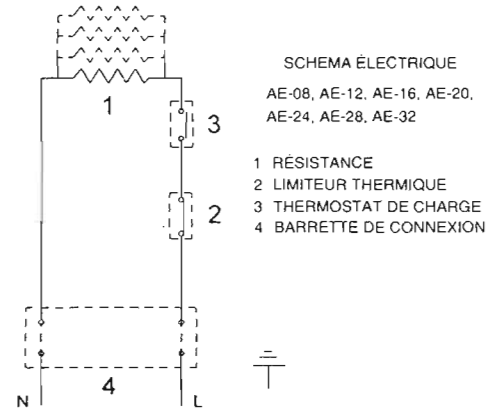 SCHEMA ÉLECTRIQUE
AE-08, AE-12, AE-16, AE-20,
AE-24, AE-28, AE-32
1 RÉSISTANCE
2 LIMITEUR THERMIQUE
3 THERMOSTAT DE CHARGE
4 BARRETTE DE CONNEXION
1
3
2
4
N L